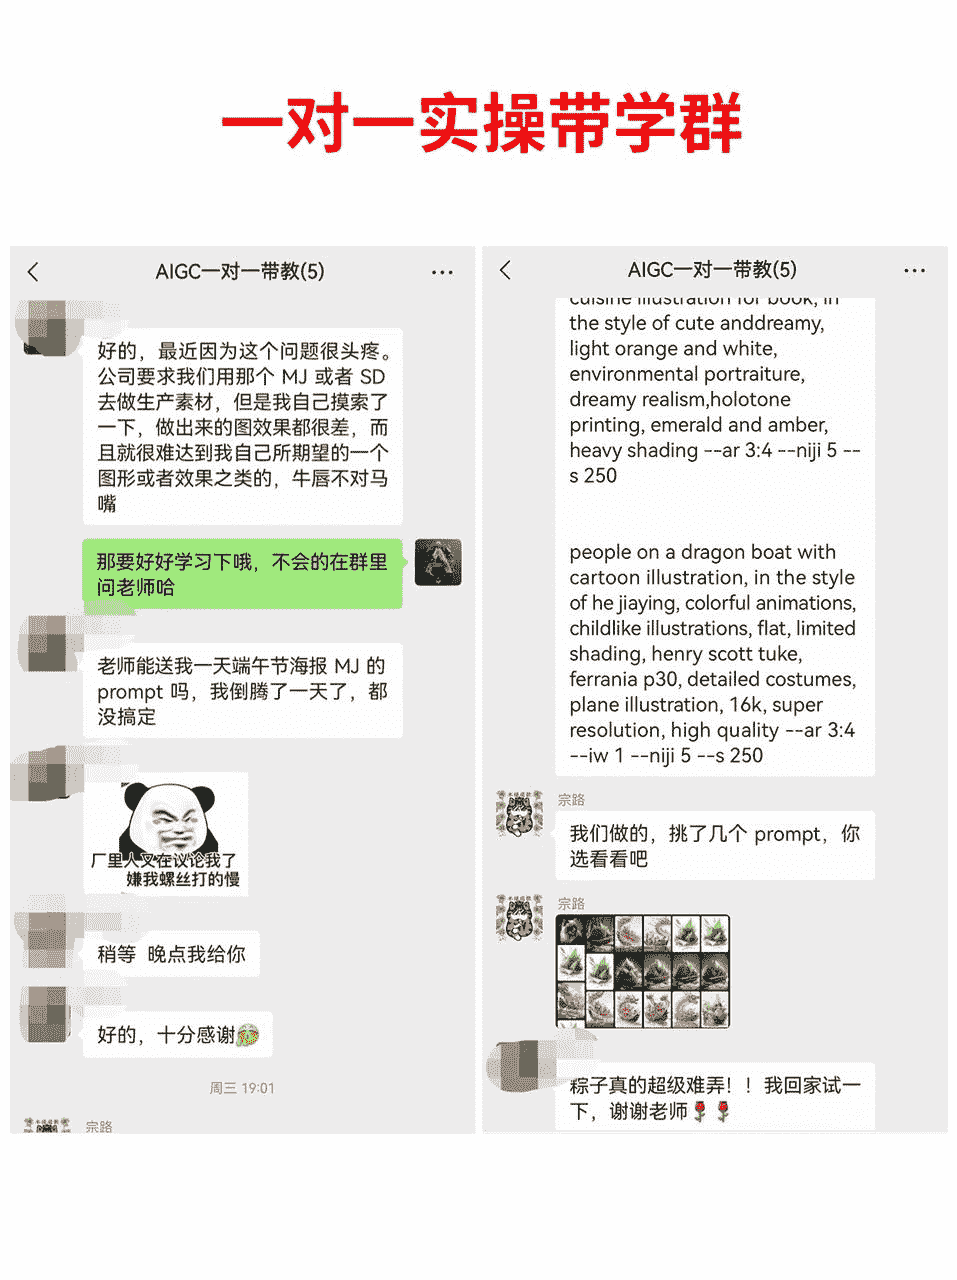 一对一实操带学群
AIGC一对一带教(5)
好的，最近因为这个问题很头疼。
公司要求我们用那个 MJ 或者 SD
去做生产素材，但是我自己摸索了
一下，做出来的图效果都很差，而
且就很难达到我自己所期望的一个
图形或者效果之类的，牛唇不对马
嘴
那要好好学习下哦，不会的在群里
问老师哈
老师能送我一天端午节海报 MJ 的
prompt 吗，我倒腾了一天了，都
没搞定
厂里人又在议论我了
嫌我螺丝打的慢
稍等 晚点我给你
好的，十分感谢
周三 19:01
宗路
AIGC一对一带教(5)
cuisine illustration for book, in
the style of cute anddreamy,
light orange and white,
environmental portraiture,
dreamy realism,holotone
printing, emerald and amber,
heavy shading --ar 3:4 --niji 5 --
s 250
people on a dragon boat with
cartoon illustration, in the style
of he jiaying, colorful animations,
childlike illustrations, flat, limited
shading, henry scott tuke,
ferrania p30, detailed costumes,
plane illustration, 16k, super
resolution, high quality --ar 3:4
--iw 1 --niji 5 --s 250
宗路
我们做的，挑了几个 prompt，你
选看看吧
宗路
粽子真的超级难弄！！我回家试一
下，谢谢老师🌹🌹